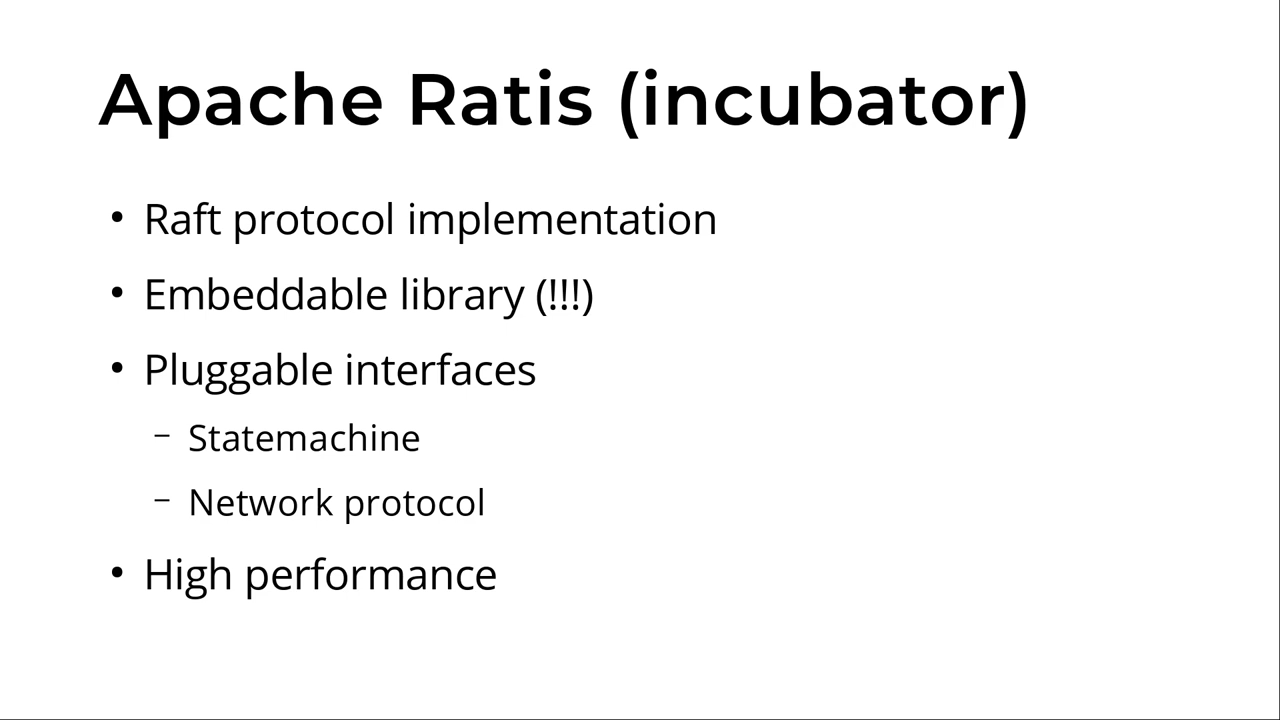 Apache Ratis (incubator)
• Raft protocol implementation
• Embeddable library (!!!)
• Pluggable interfaces
– Statemachine
– Network protocol
• High performance